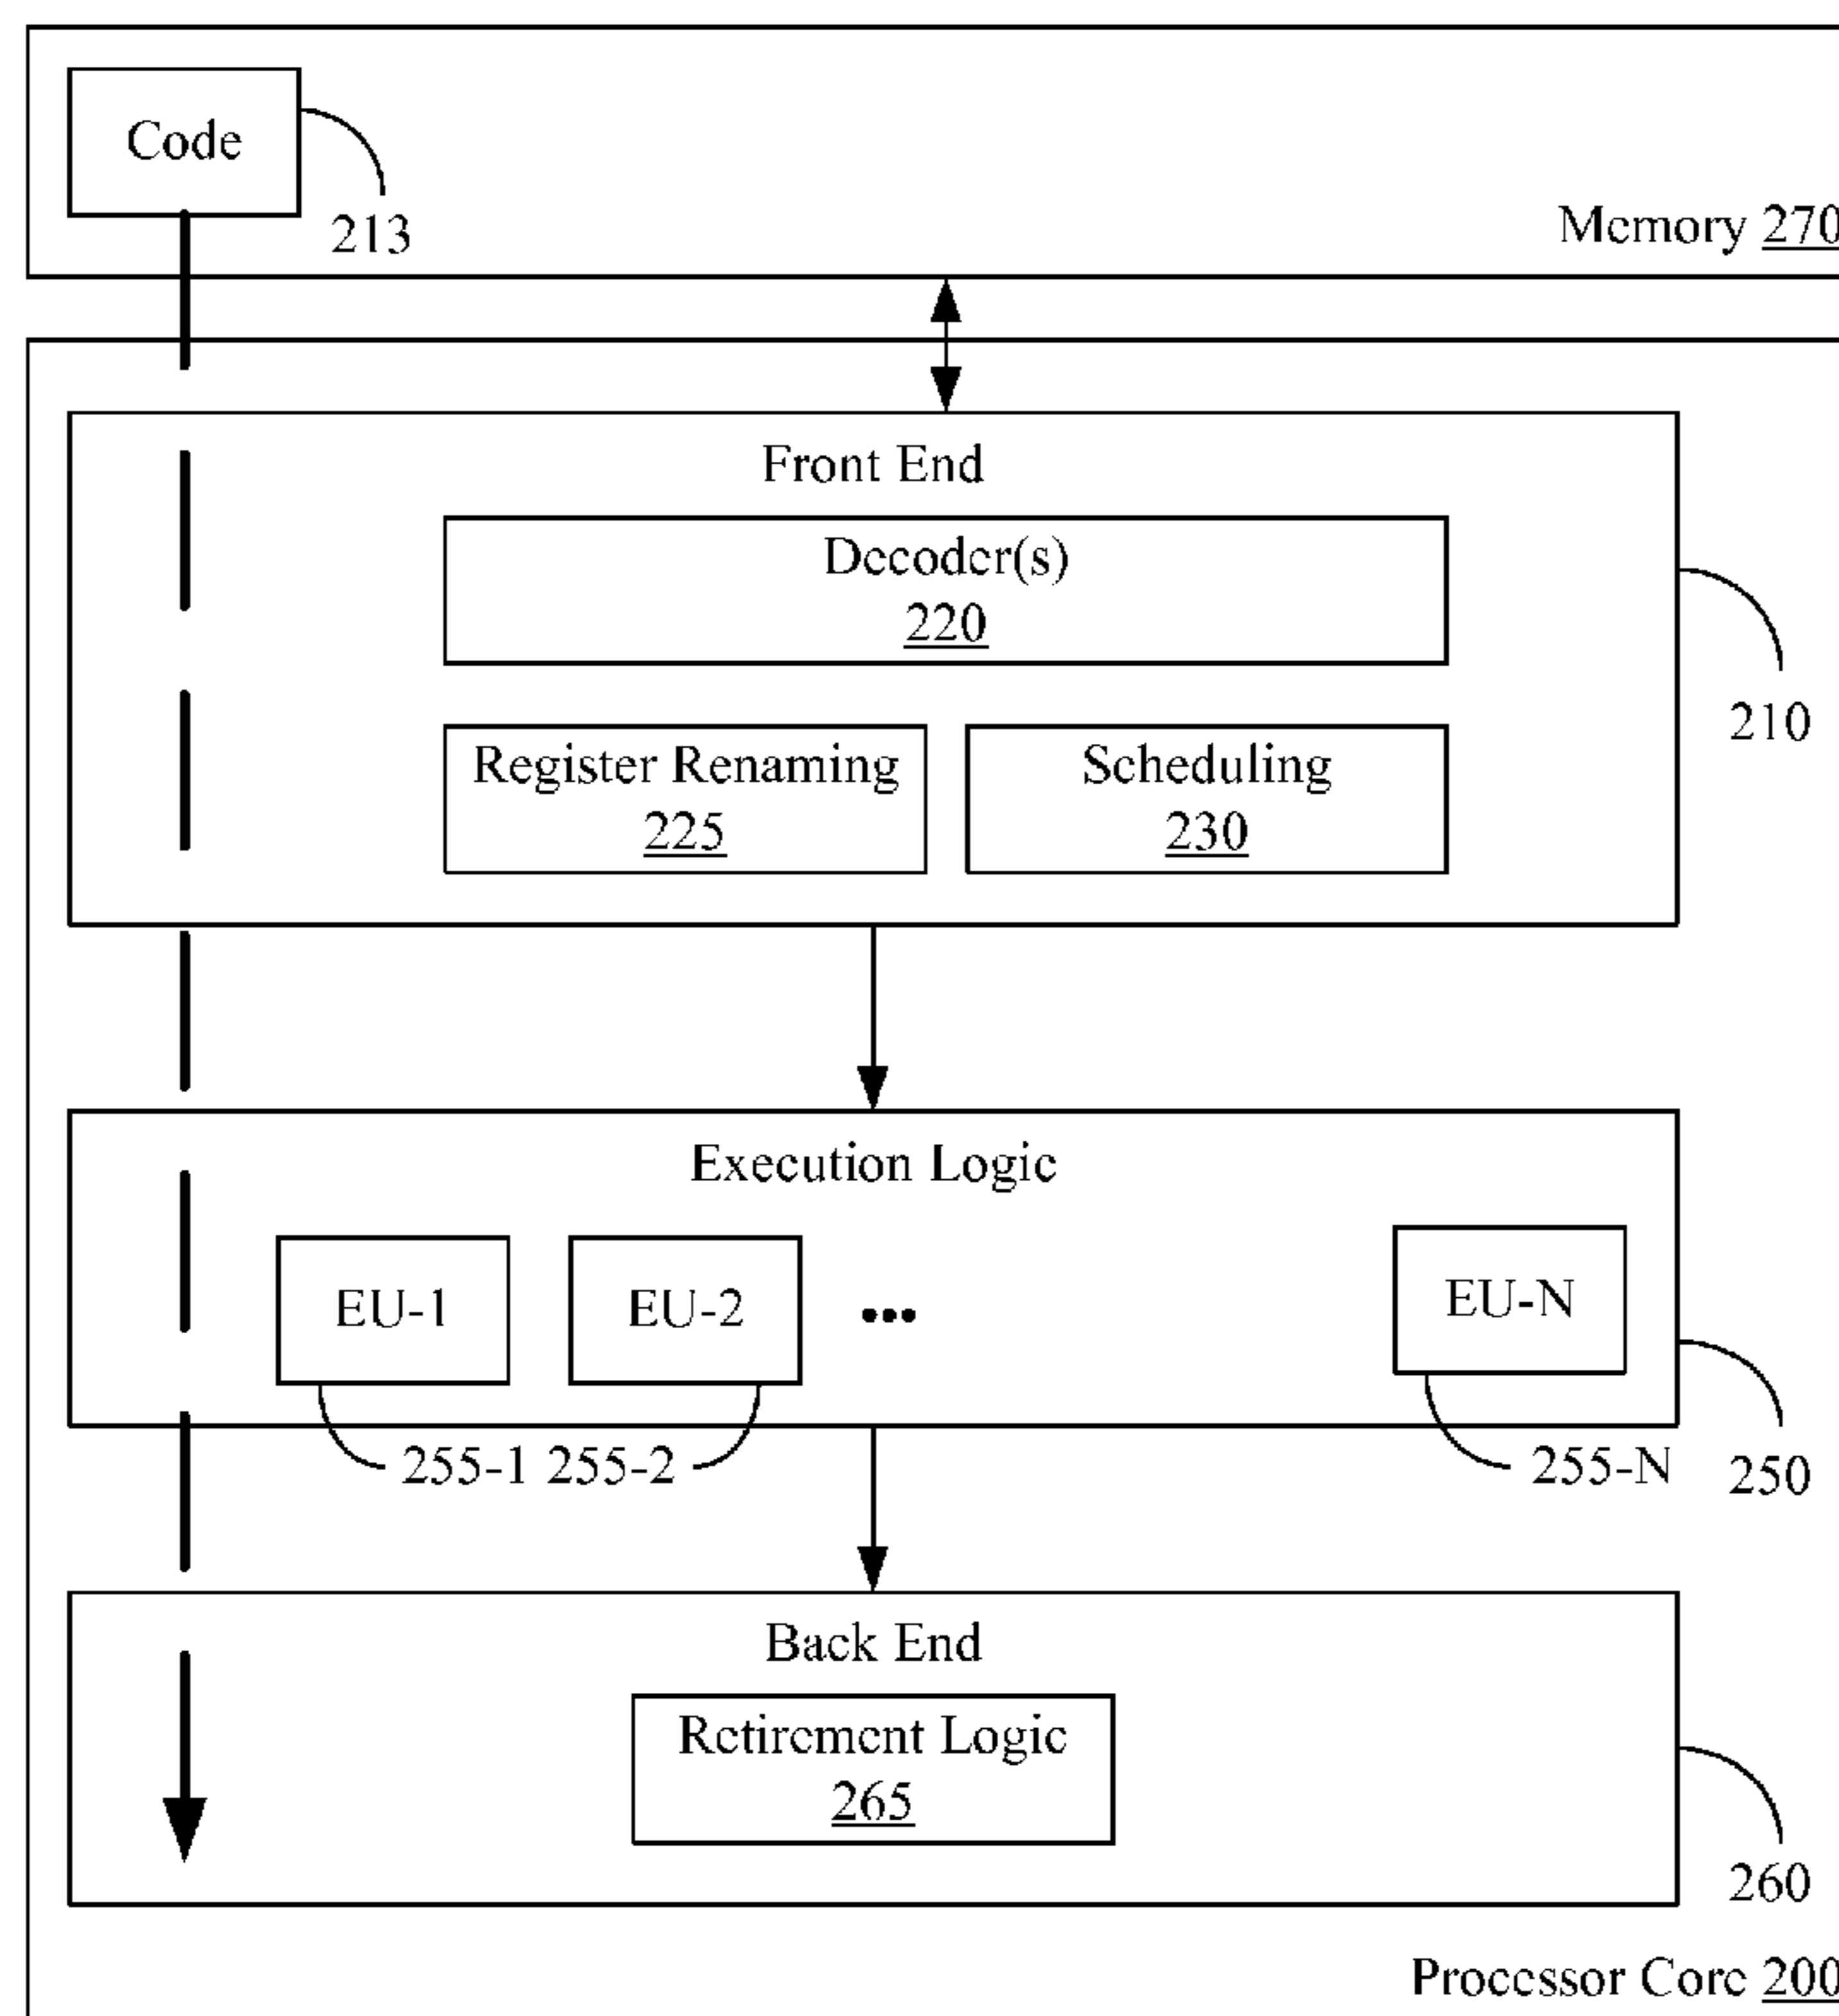 Code
213
Memory 270
Front End
Decoder(s)
220
210
Register Renaming
225
Scheduling
230
Execution Logic
EU-1
EU-2
•••
EU-N
255-1
255-2
255-N
250
Back End
Retirement Logic
265
260
Processor Core 200